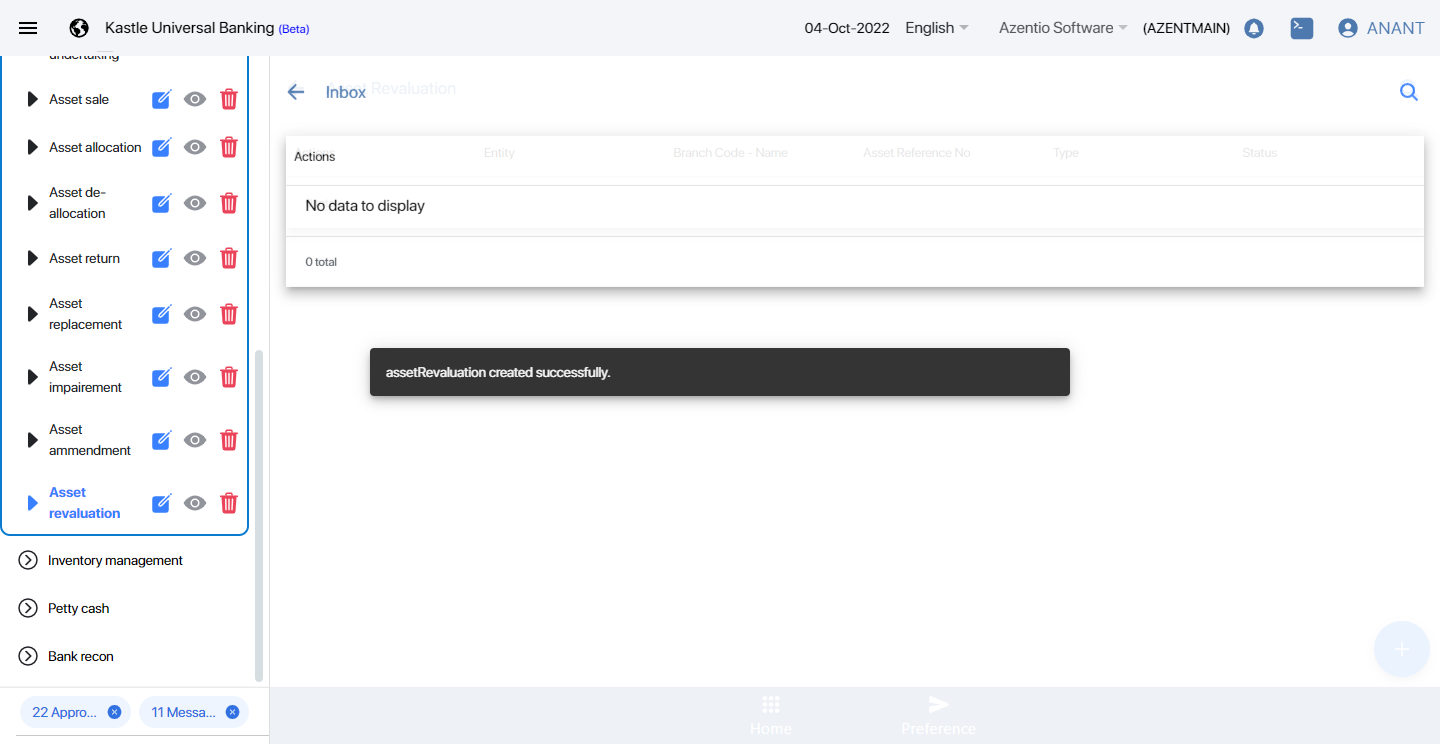 Kastle Universal Banking (Beta)
04-Oct-2022 English Azentio Software (AZENTMAIN) ANANT
undertaking
Asset sale
Asset allocation
Asset de-
allocation
Asset return
Asset
replacement
Asset
impairement
Asset
ammendment
Asset
revaluation
Inventory management
Petty cash
Bank recon
22 Appro...
11 Messa...
Inbox
Asset Revaluation
Actions Entity Branch Code - Name Asset Reference No Type Status
No data to display
0 total
assetRevaluation created successfully.
Home
Preference